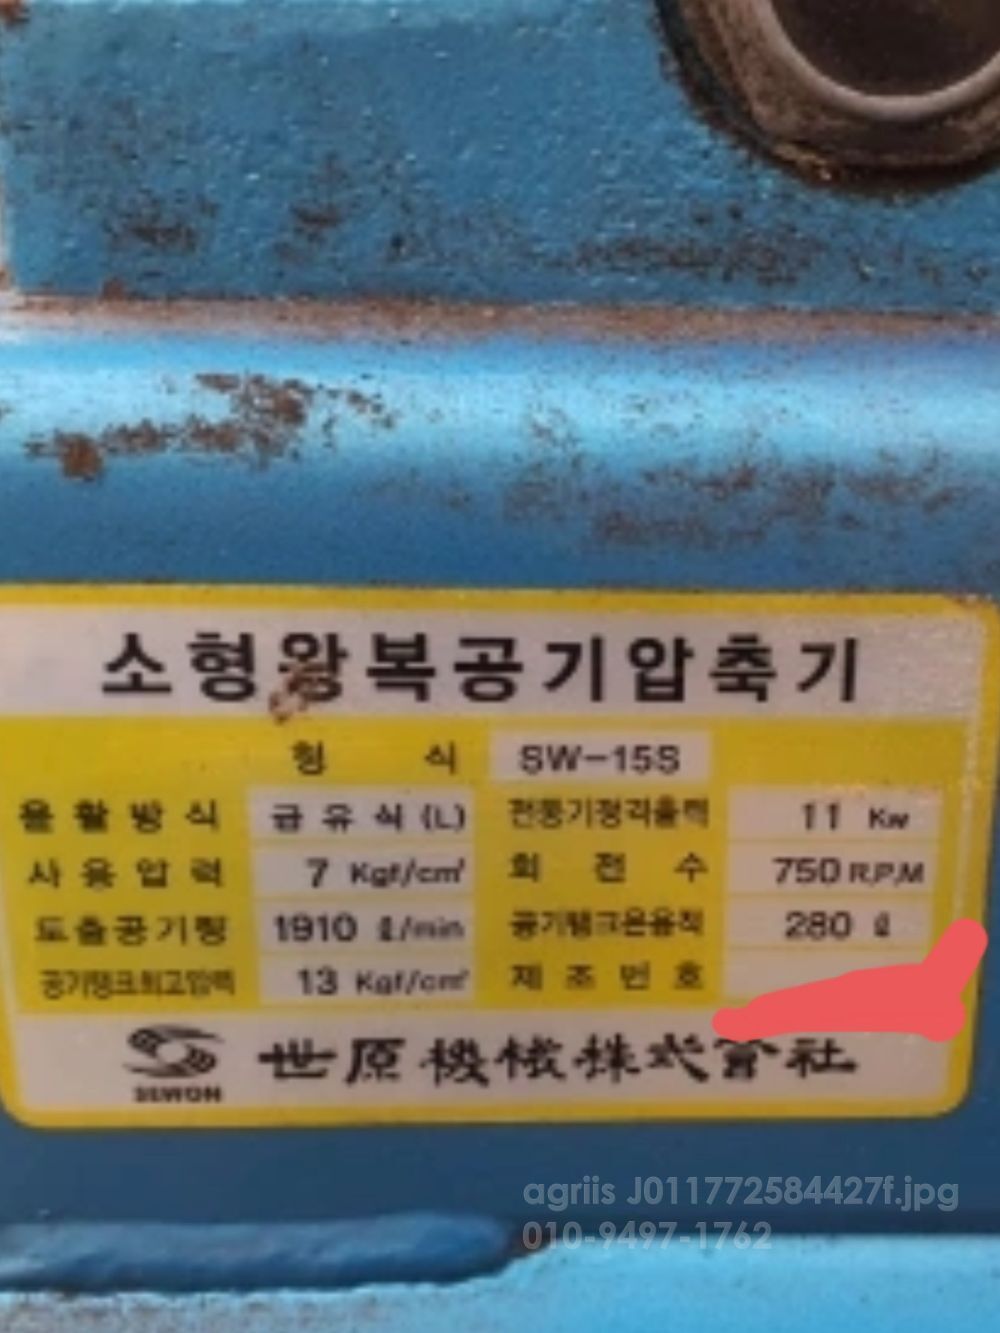 소형왕복공기압축기
형 식 SW-15S
윤 활 방 식 급 유 식 (L) 전동기정격출력 11 Kw
사 용 압 력 7 Kgf/cm² 회 전 수 750 R.P.M
토출공기량 1910 ℓ/min 공기탱크운용적 280 ℓ
공기탱크최고압력 13 Kgf/cm² 제 조 번 호
SEWON 世原機械株式會社
agriis J011772584427f.jpg
010-9497-1762